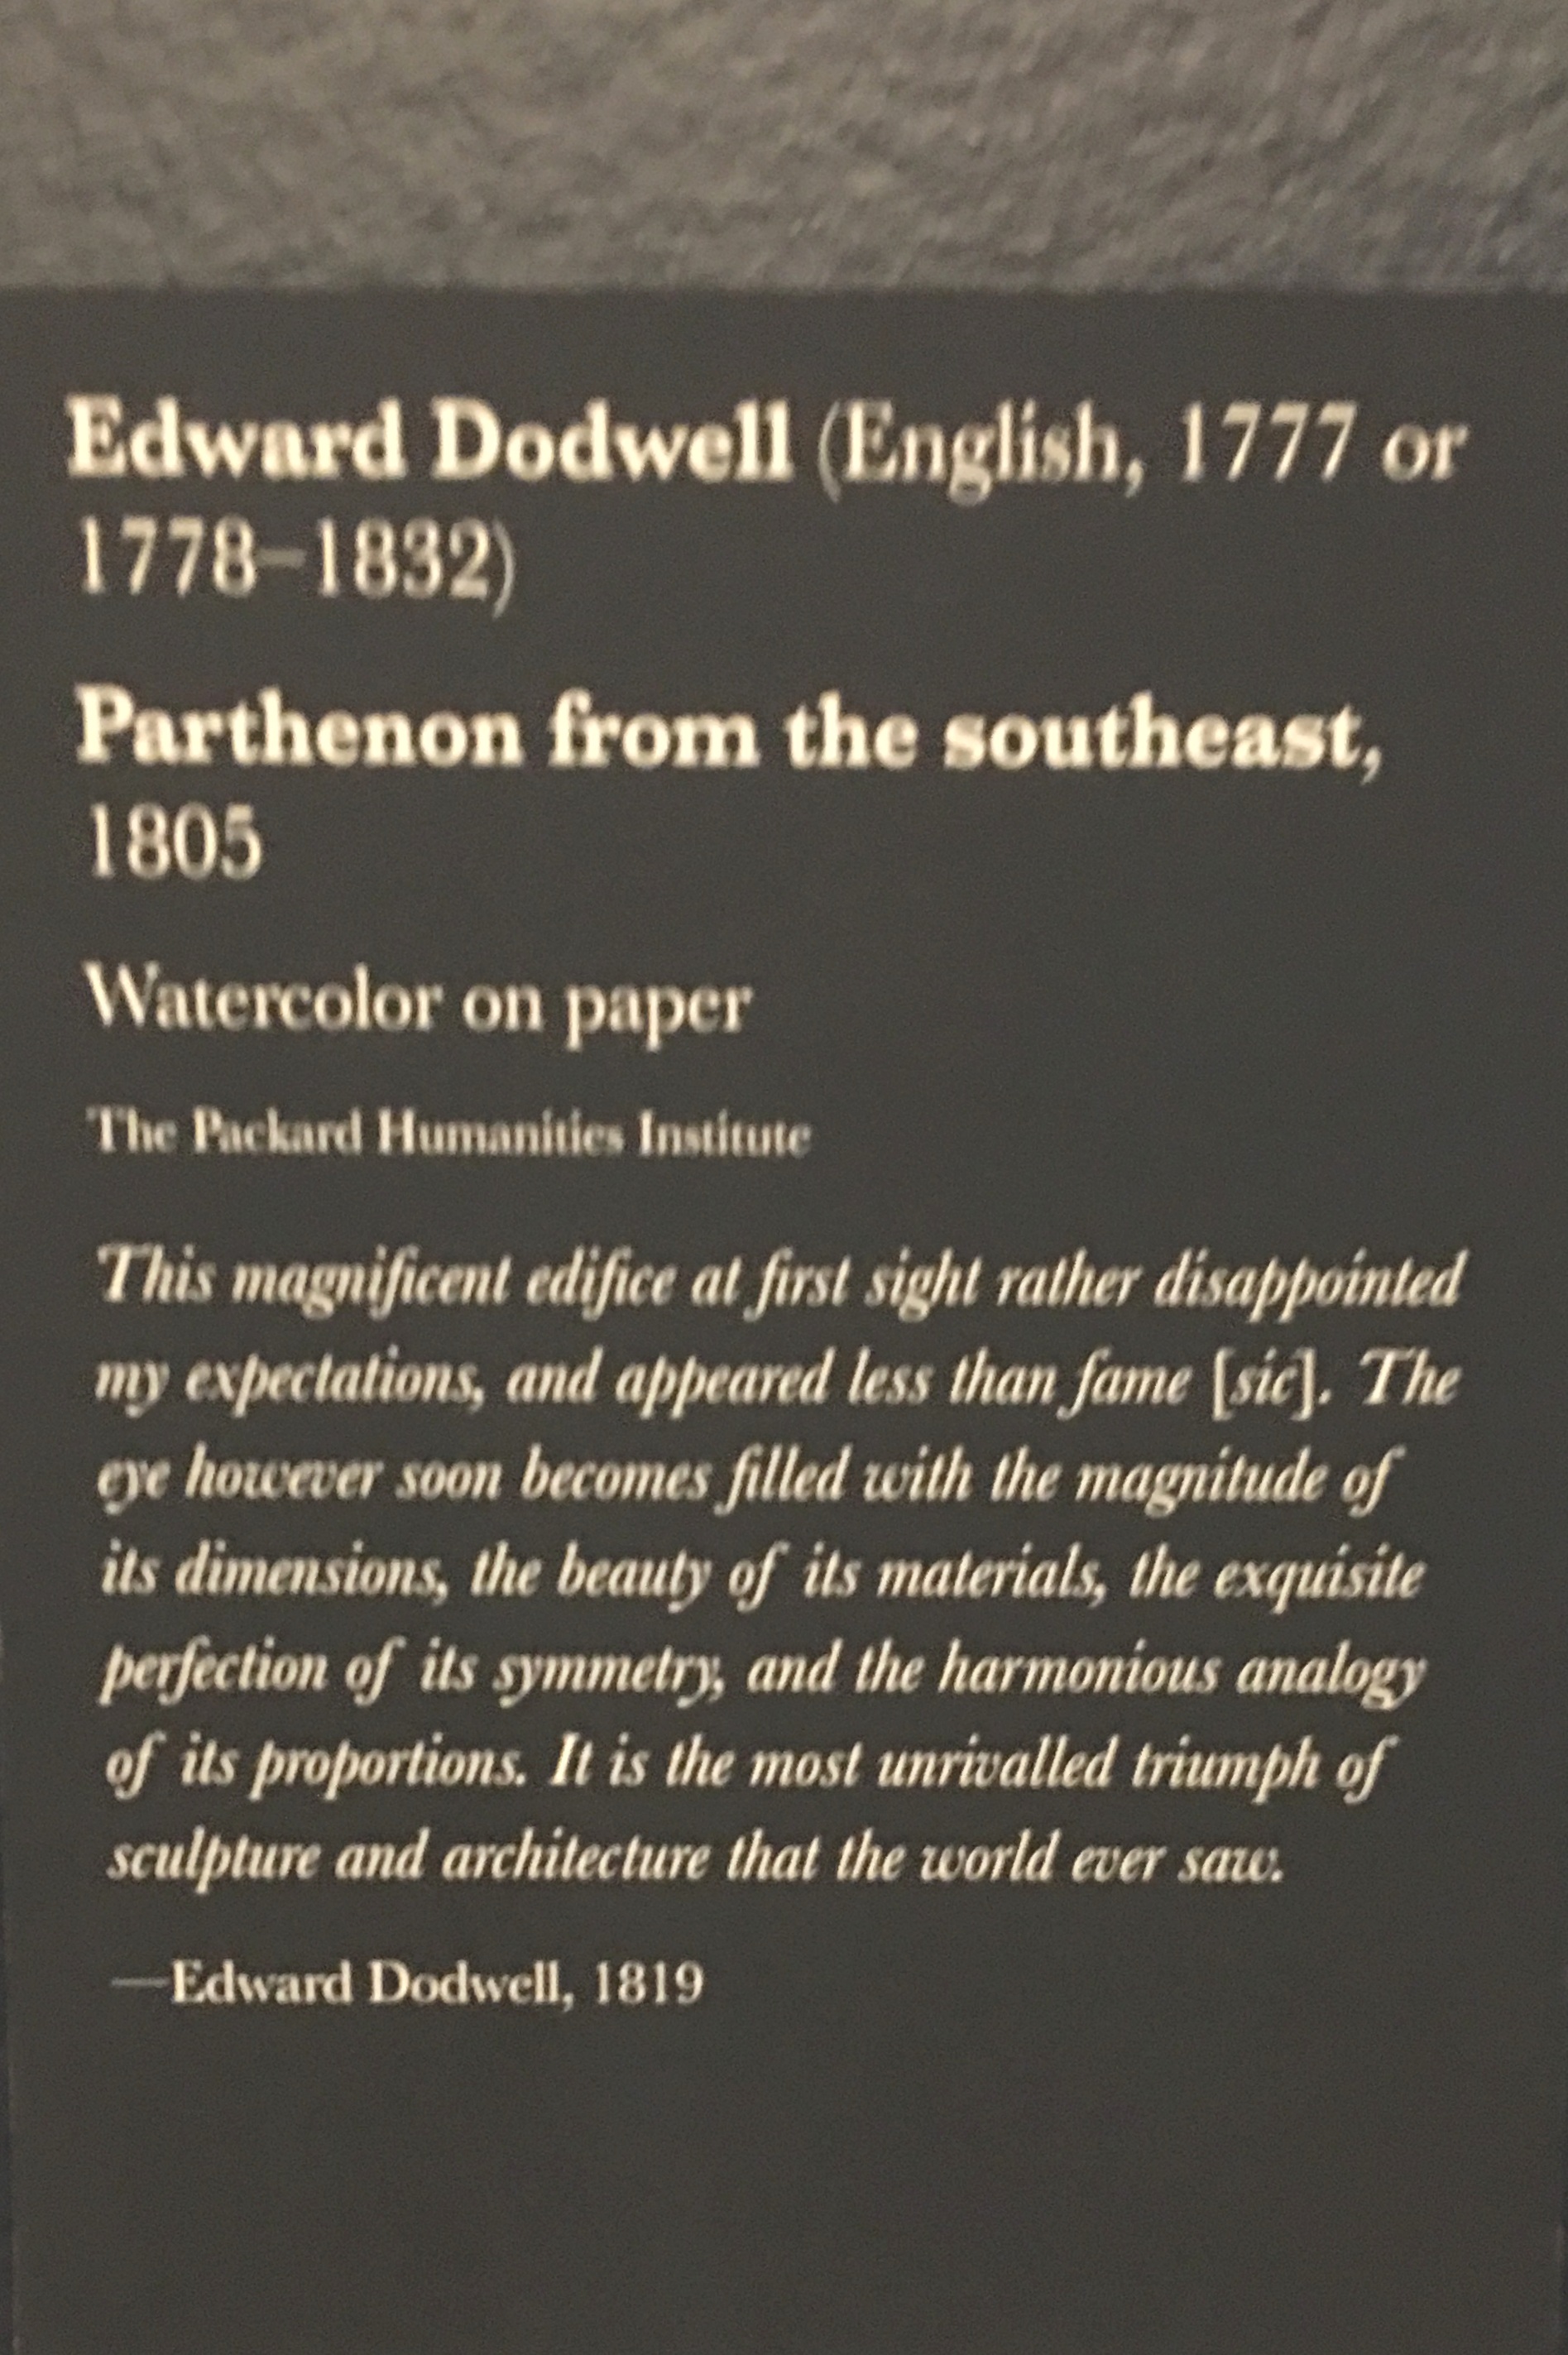 Edward Dodwell (English, 1777 or
1778–1832)
Parthenon from the southeast,
1805
Watercolor on paper
The Packard Humanities Institute
This magnificent edifice at first sight rather disappointed
my expectations, and appeared less than fame [sic]. The
eye however soon becomes filled with the magnitude of
its dimensions, the beauty of its materials, the exquisite
perfection of its symmetry, and the harmonious analogy
of its proportions. It is the most unrivalled triumph of
sculpture and architecture that the world ever saw.
—Edward Dodwell, 1819